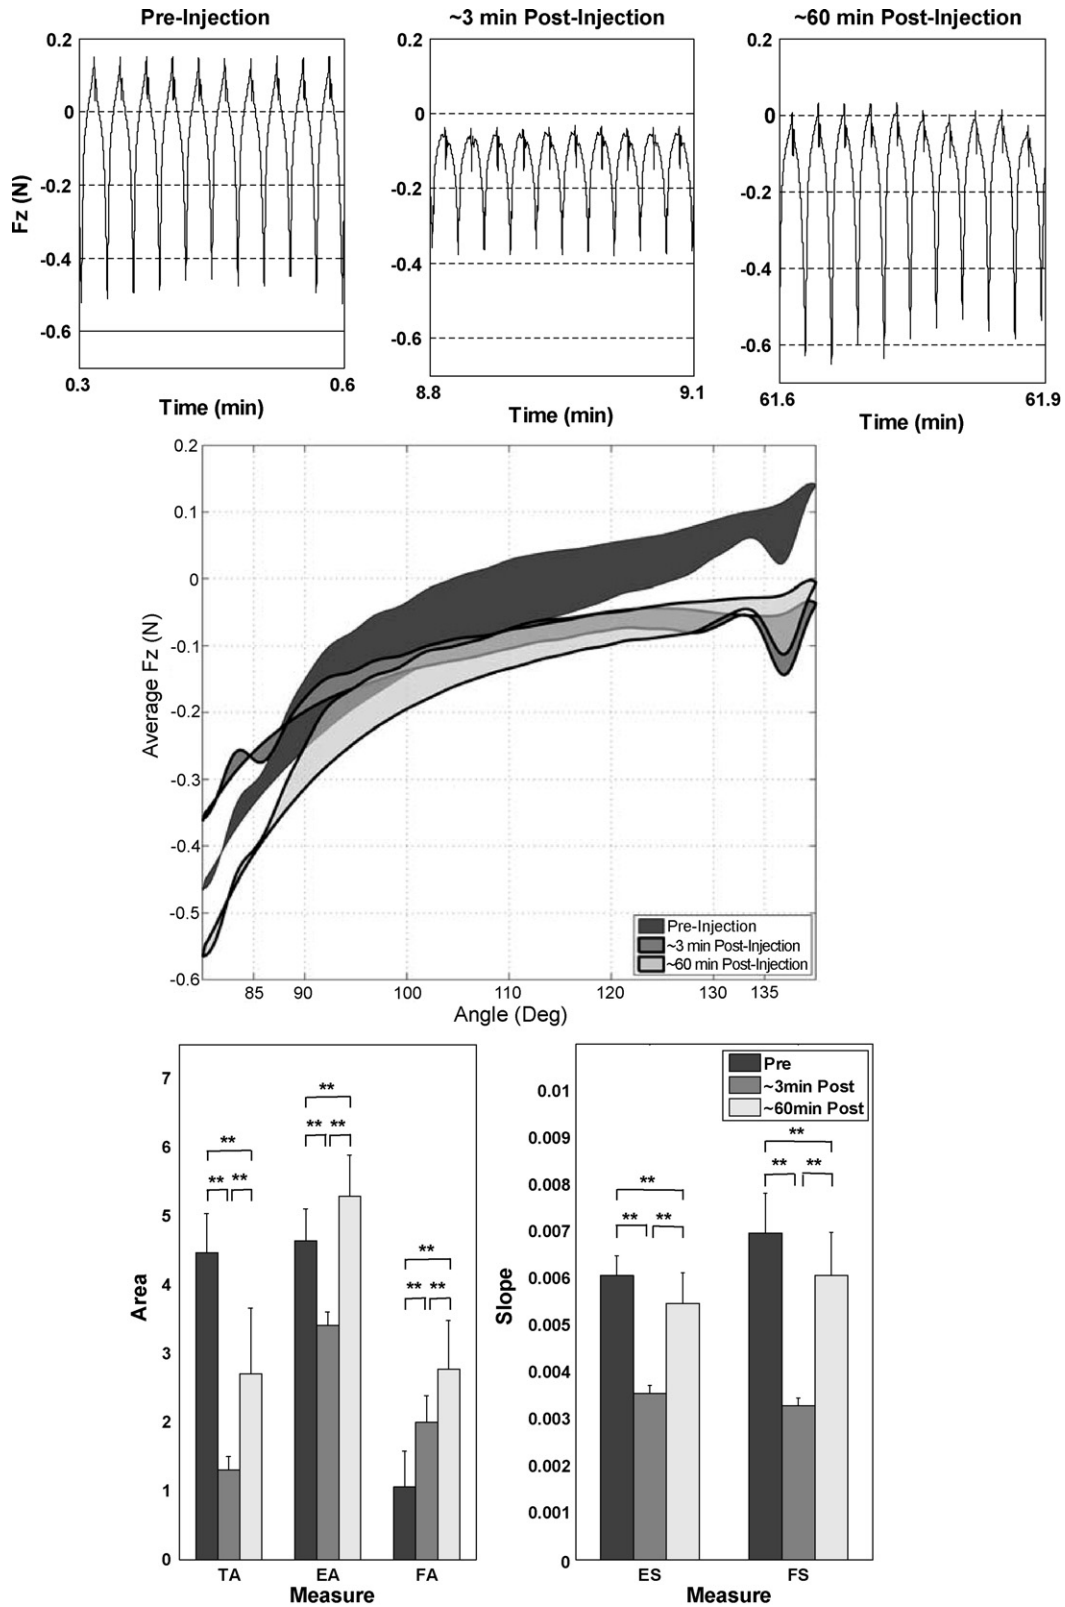 Pre-Injection
~3 min Post-Injection
~60 min Post-Injection
Fz (N)
0.2
0
-0.2
-0.4
-0.6
0.3
0.6
Time (min)
0.2
0
-0.2
-0.4
-0.6
8.8
9.1
Time (min)
0.2
0
-0.2
-0.4
-0.6
61.6
61.9
Time (min)
Average Fz (N)
0.2
0.1
0
-0.1
-0.2
-0.3
-0.4
-0.5
-0.6
85
90
100
110
120
130
135
Angle (Deg)
Pre-Injection
~3 min Post-Injection
~60 min Post-Injection
Area
7
6
5
4
3
2
1
0
**
** **
**
** **
**
** **
TA
EA
FA
Measure
Slope
0.01
0.009
0.008
0.007
0.006
0.005
0.004
0.003
0.002
0.001
0
Pre
~3min Post
~60min Post
**
** **
**
** **
ES
FS
Measure